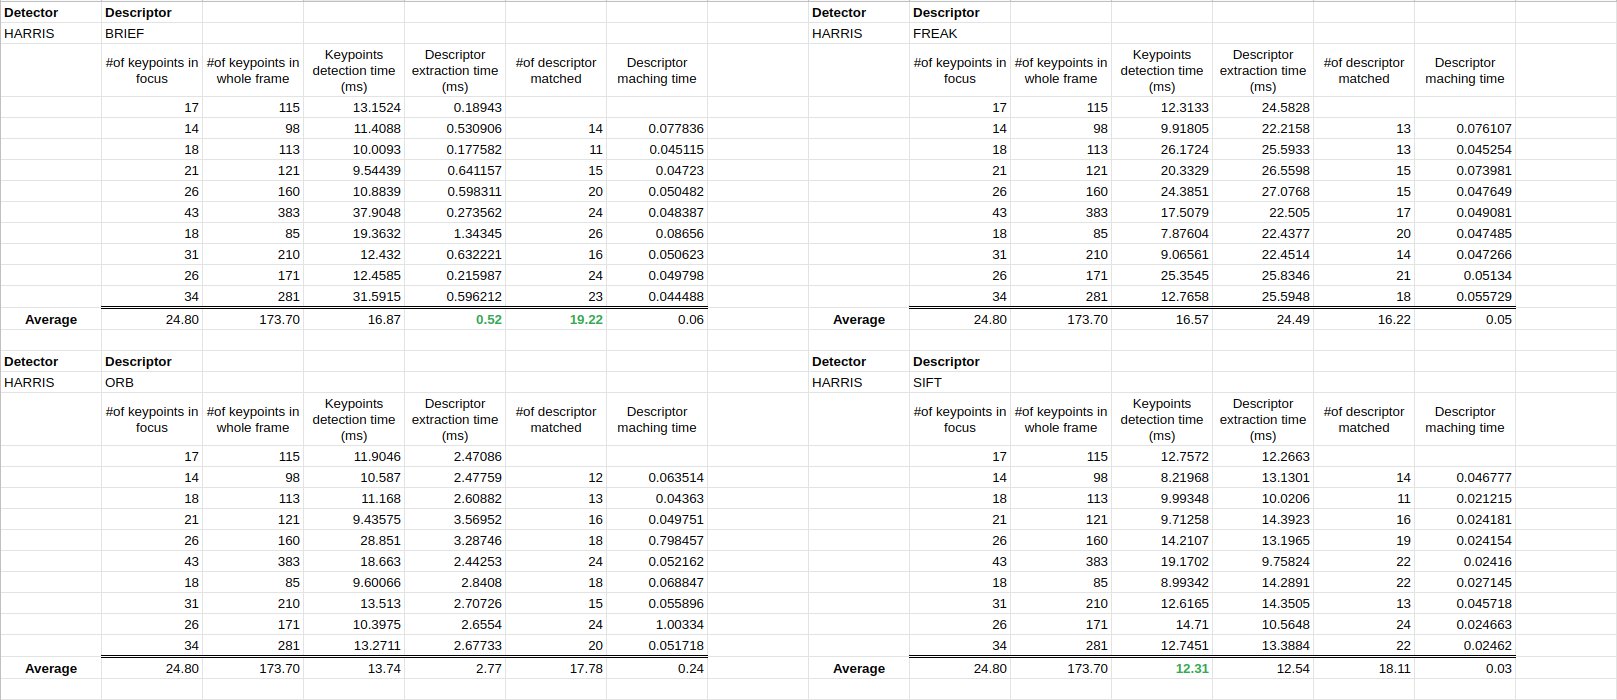 Detector Descriptor Detector Descriptor
HARRIS BRIEF HARRIS FREAK
#of keypoints in focus #of keypoints in whole frame Keypoints detection time (ms) Descriptor extraction time (ms) #of descriptor matched Descriptor maching time #of keypoints in focus #of keypoints in whole frame Keypoints detection time (ms) Descriptor extraction time (ms) #of descriptor matched Descriptor maching time
17 115 13.1524 0.18943 17 115 12.3133 24.5828
14 98 11.4088 0.530906 14 0.077836 14 98 9.91805 22.2158 13 0.076107
18 113 10.0093 0.177582 11 0.045115 18 113 26.1724 25.5933 13 0.045254
21 121 9.54439 0.641157 15 0.04723 21 121 20.3329 26.5598 15 0.073981
26 160 10.8839 0.598311 20 0.050482 26 160 24.3851 27.0768 15 0.047649
43 383 37.9048 0.273562 24 0.048387 43 383 17.5079 22.505 17 0.049081
18 85 19.3632 1.34345 26 0.08656 18 85 7.87604 22.4377 20 0.047485
31 210 12.432 0.632221 16 0.050623 31 210 9.06561 22.4514 14 0.047266
26 171 12.4585 0.215987 24 0.049798 26 171 25.3545 25.8346 21 0.05134
34 281 31.5915 0.596212 23 0.044488 34 281 12.7658 25.5948 18 0.055729
Average 24.80 173.70 16.87 0.52 19.22 0.06 Average 24.80 173.70 16.57 24.49 16.22 0.05
Detector Descriptor Detector Descriptor
HARRIS ORB HARRIS SIFT
#of keypoints in focus #of keypoints in whole frame Keypoints detection time (ms) Descriptor extraction time (ms) #of descriptor matched Descriptor maching time #of keypoints in focus #of keypoints in whole frame Keypoints detection time (ms) Descriptor extraction time (ms) #of descriptor matched Descriptor maching time
17 115 11.9046 2.47086 17 115 12.7572 12.2663
14 98 10.587 2.47759 12 0.063514 14 98 8.21968 13.1301 14 0.046777
18 113 11.168 2.60882 13 0.04363 18 113 9.99348 10.0206 11 0.021215
21 121 9.43575 3.56952 16 0.049751 21 121 9.71258 14.3923 16 0.024181
26 160 28.851 3.28746 18 0.798457 26 160 14.2107 13.1965 19 0.024154
43 383 18.663 2.44253 24 0.052162 43 383 19.1702 9.75824 22 0.02416
18 85 9.60066 2.8408 18 0.068847 18 85 8.99342 14.2891 22 0.027145
31 210 13.513 2.70726 15 0.055896 31 210 12.6165 14.3505 13 0.045718
26 171 10.3975 2.6554 24 1.00334 26 171 14.71 10.5648 24 0.024663
34 281 13.2711 2.67733 20 0.051718 34 281 12.7451 13.3884 22 0.02462
Average 24.80 173.70 13.74 2.77 17.78 0.24 Average 24.80 173.70 12.31 12.54 18.11 0.03